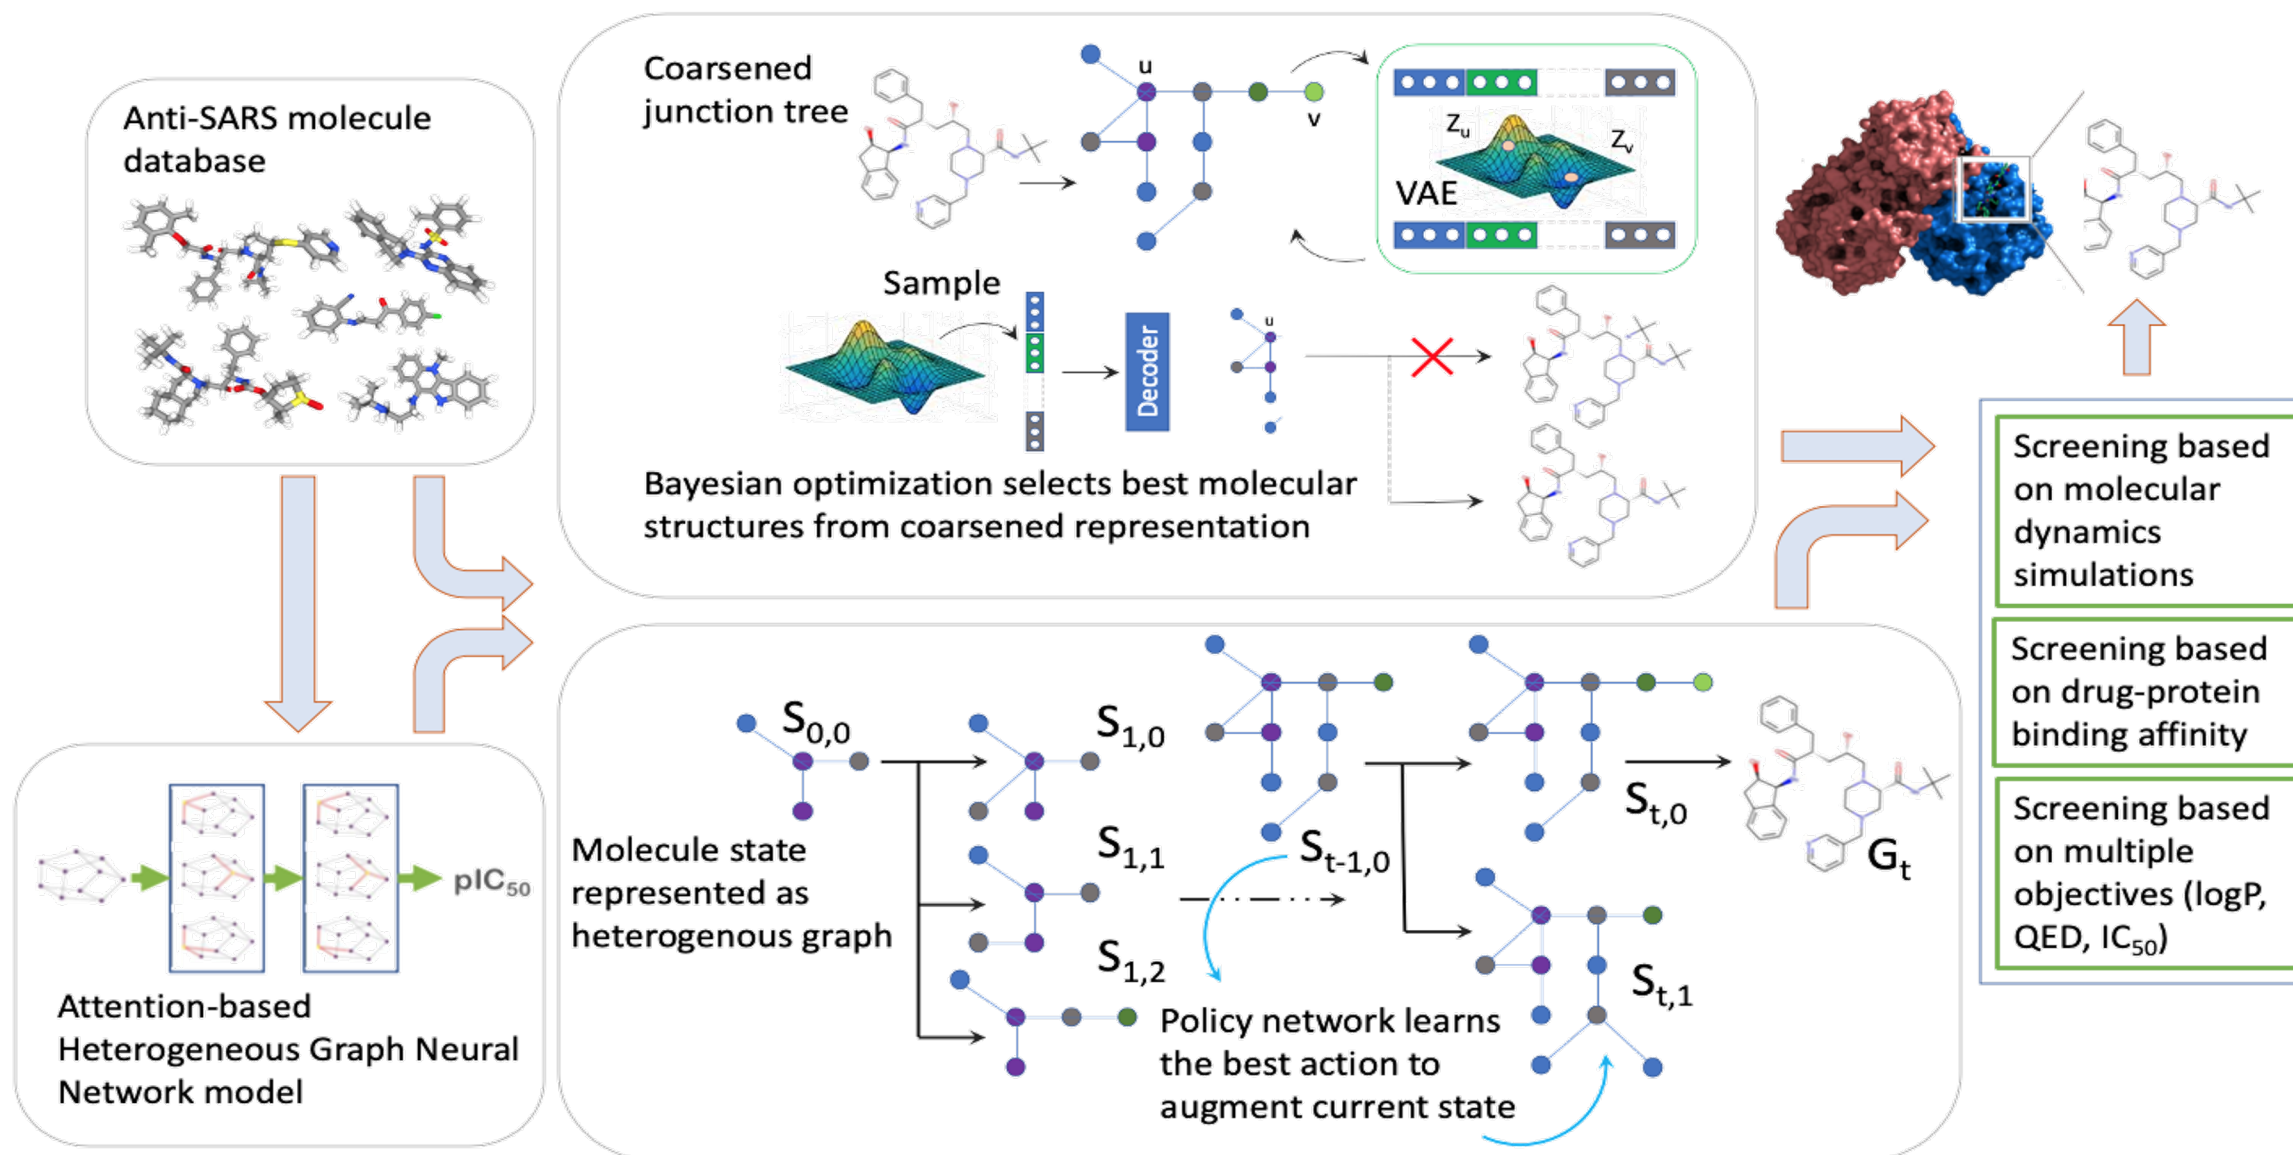 Anti-SARS molecule
database
Coarsened
junction tree
u
v
Z_u
Z_v
VAE
Sample
Decoder
u
Bayesian optimization selects best molecular
structures from coarsened representation
Attention-based
Heterogeneous Graph Neural
Network model
pIC50
S0,0
S1,0
S1,1
S1,2
St-1,0
St,0
St,1
Gt
Molecule state
represented as
heterogenous graph
Policy network learns
the best action to
augment current state
Screening based
on molecular
dynamics
simulations
Screening based
on drug-protein
binding affinity
Screening based
on multiple
objectives (logP,
QED, IC50)